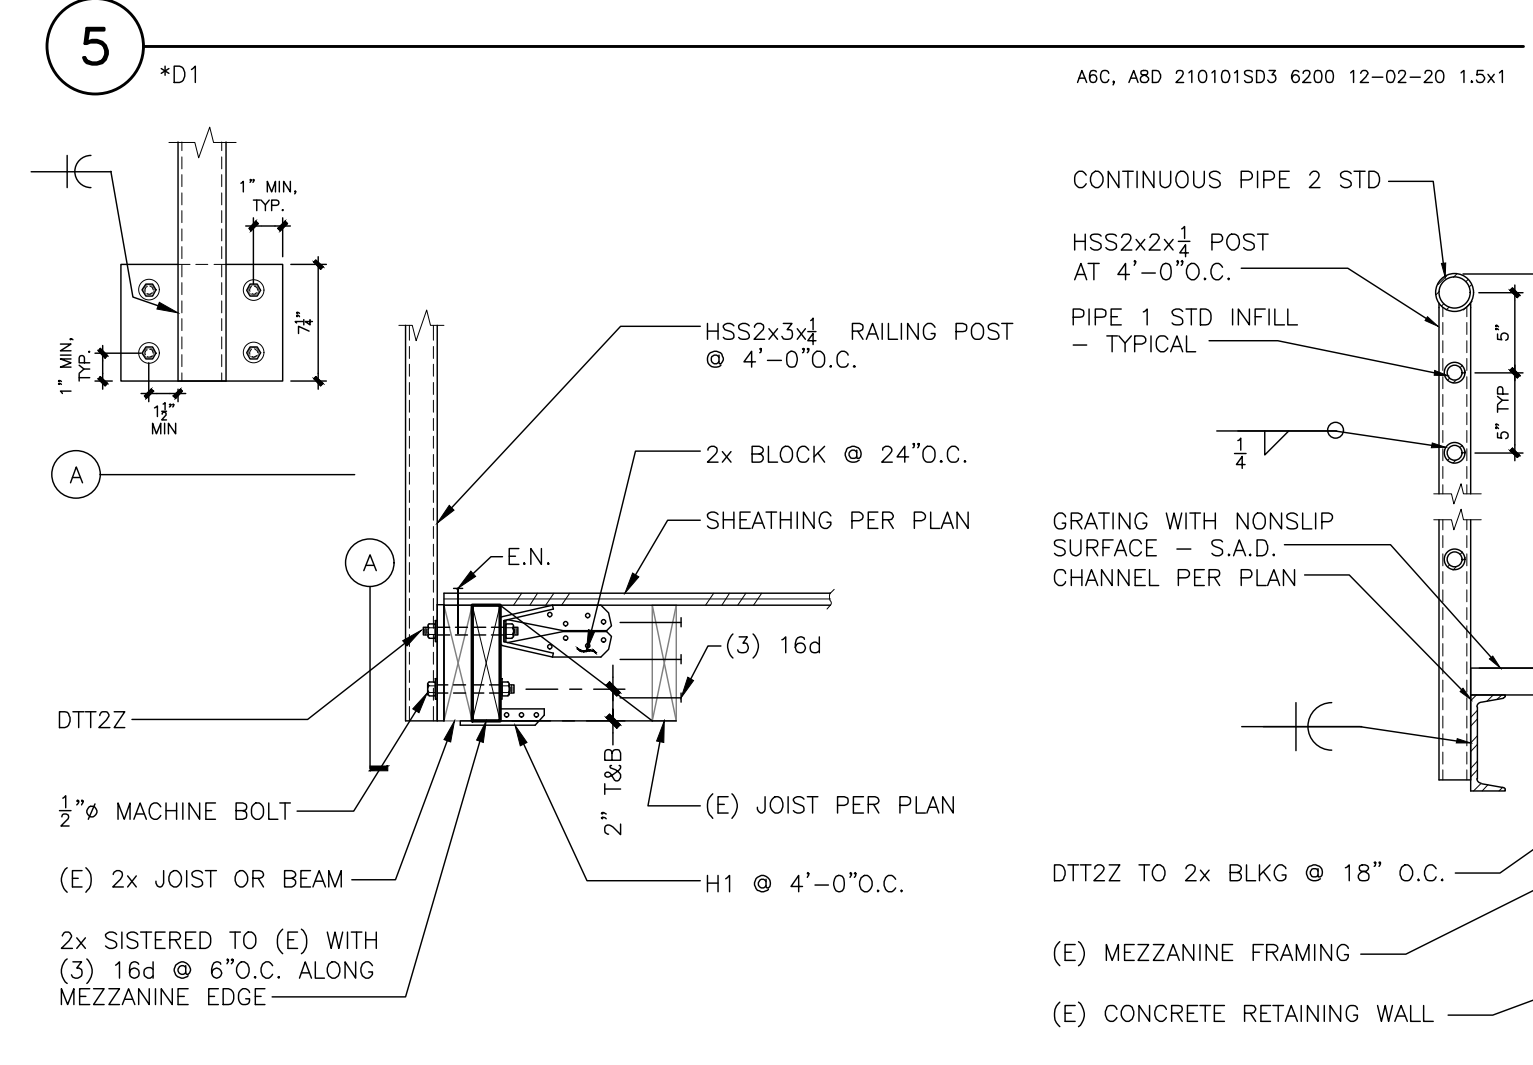 5
*D1
A6C, A8D 210101SD3 6200 12-02-20 1.5x1
1" MIN,
TYP.
7 1/4"
1" MIN,
TYP.
1 1/2"
MIN
A
A
HSS2x3x1/4 RAILING POST
@ 4'-0"O.C.
2x BLOCK @ 24"O.C.
SHEATHING PER PLAN
E.N.
(3) 16d
DTT2Z
1/2"ø MACHINE BOLT
2" T&B
(E) JOIST PER PLAN
(E) 2x JOIST OR BEAM
H1 @ 4'-0"O.C.
2x SISTERED TO (E) WITH
(3) 16d @ 6"O.C. ALONG
MEZZANINE EDGE
CONTINUOUS PIPE 2 STD
HSS2x2x1/4 POST
AT 4'-0"O.C.
PIPE 1 STD INFILL
- TYPICAL
5"
5" TYP
1/4
GRATING WITH NONSLIP
SURFACE - S.A.D.
CHANNEL PER PLAN
DTT2Z TO 2x BLKG @ 18" O.C.
(E) MEZZANINE FRAMING
(E) CONCRETE RETAINING WALL